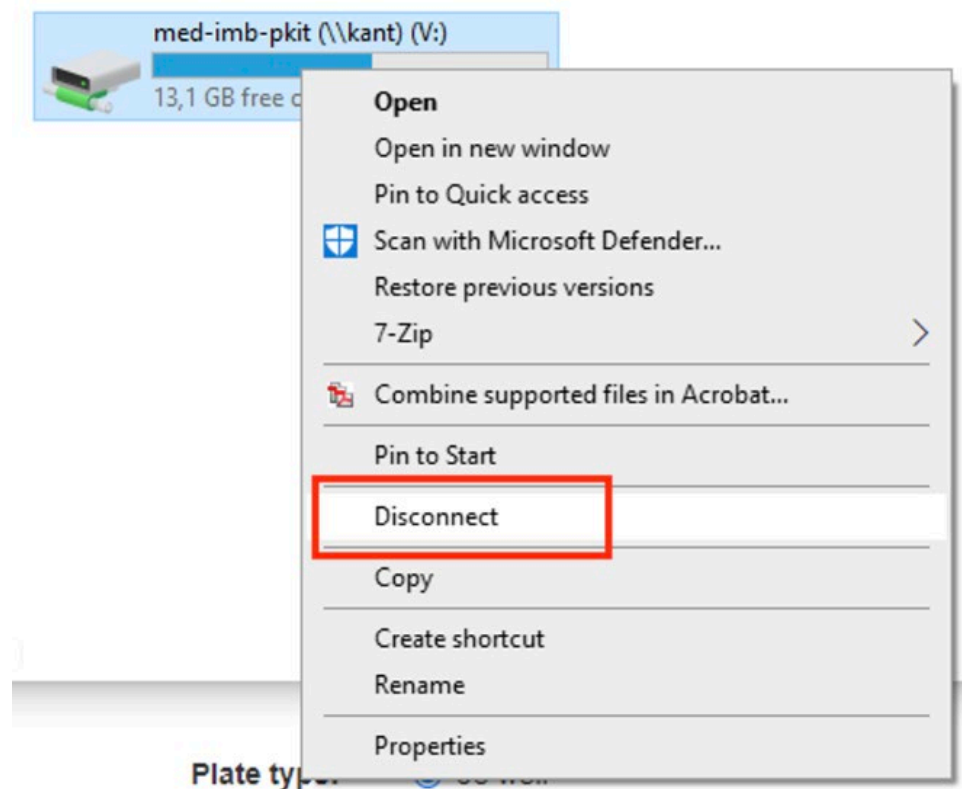 med-imb-pkit (\\kant) (V:)
13,1 GB free
Open
Open in new window
Pin to Quick access
Scan with Microsoft Defender...
Restore previous versions
7-Zip
Combine supported files in Acrobat...
Pin to Start
Disconnect
Copy
Create shortcut
Rename
Properties
Plate